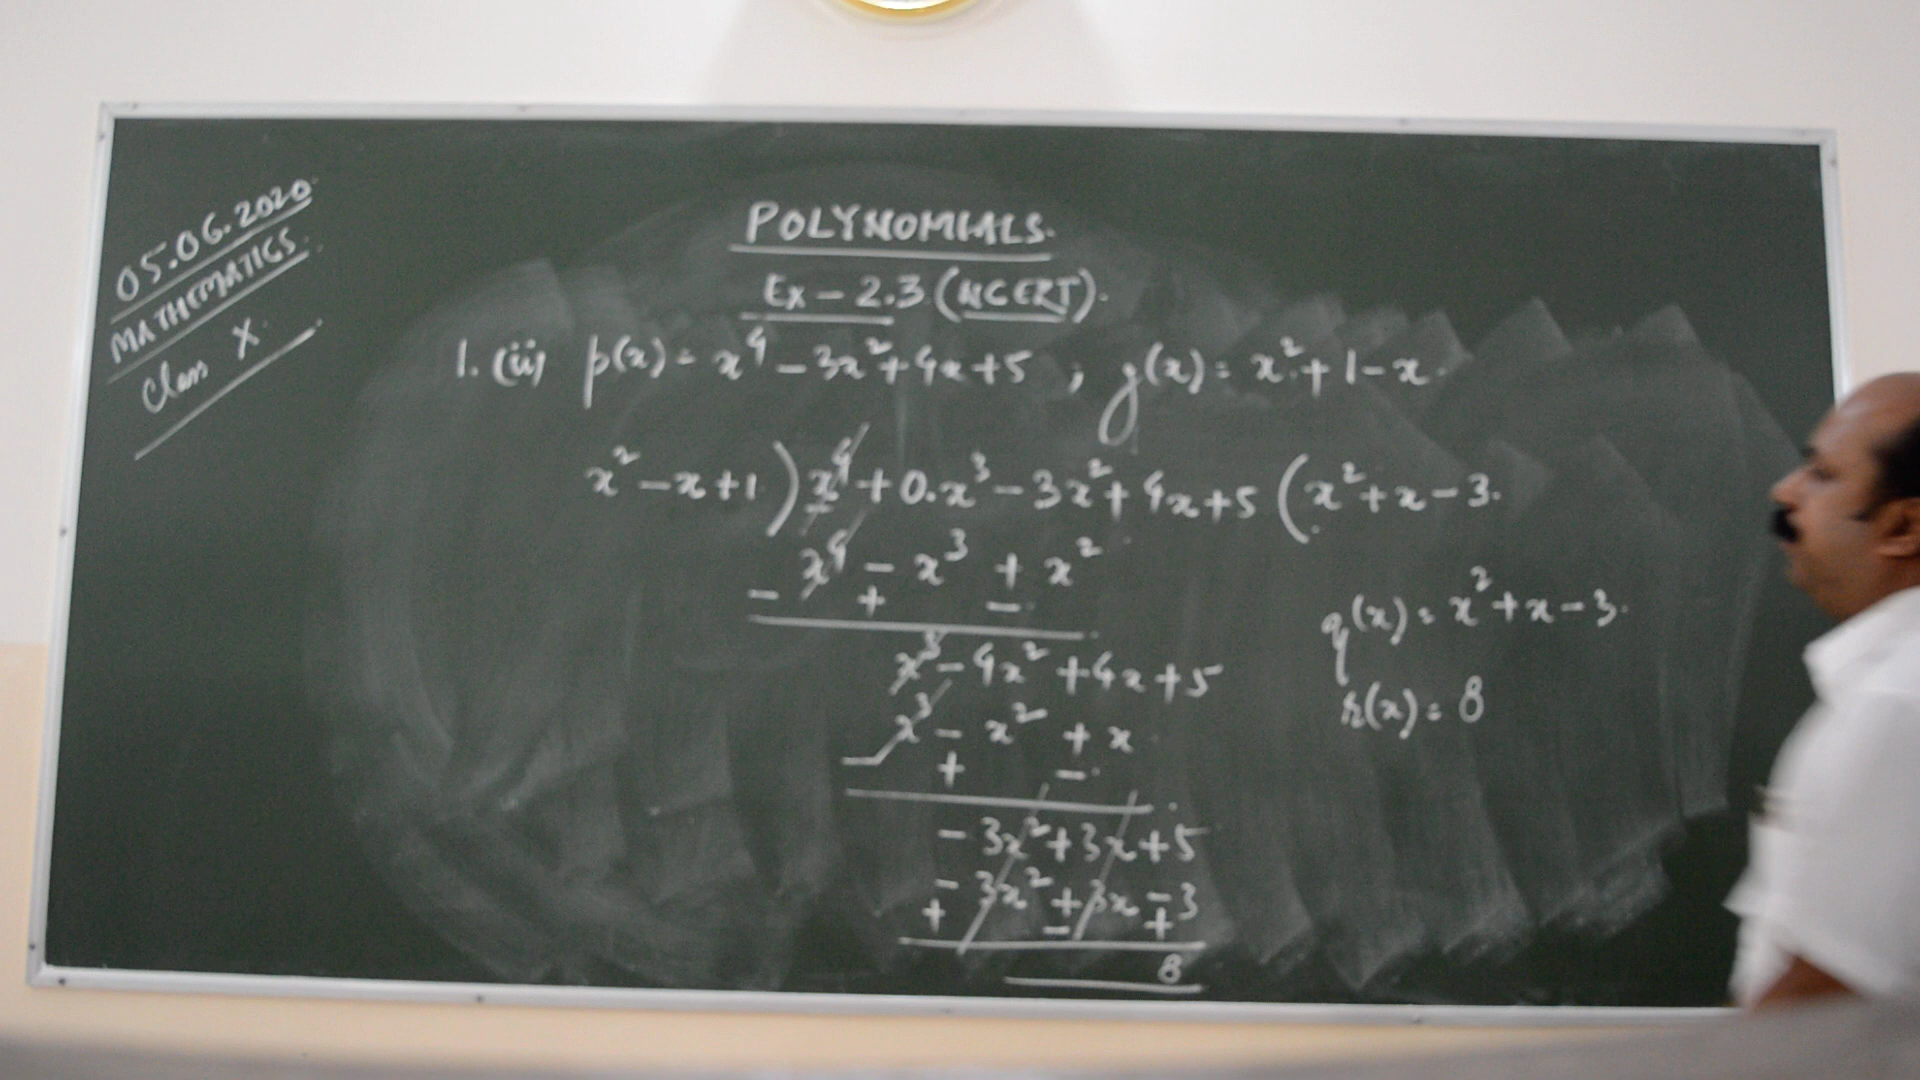 05.06.2020
MATHEMATICS.
Class X.
POLYNOMIALS.
Ex - 2.3 (NCERT).
1. (ii) p(x) = x⁴ - 3x² + 4x + 5 , g(x) = x² + 1 - x.
x² - x + 1 ) x⁴ + 0.x³ - 3x² + 4x + 5 ( x² + x - 3.
x⁴ - x³ + x²
- + -
x³ - 4x² + 4x + 5
x³ - x² + x
- + -
- 3x² + 3x + 5
- 3x² + 3x - 3
+ - +
8
q(x) = x² + x - 3.
r(x) = 8